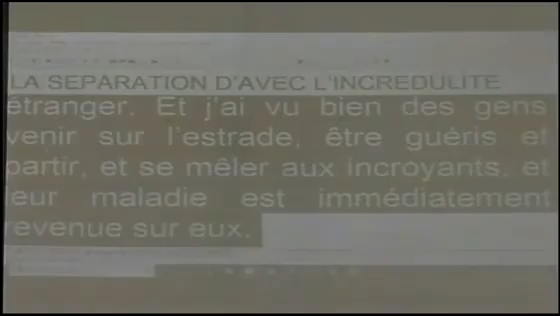 LA SEPARATION D'AVEC L'INCREDULITE
étranger. Et j'ai vu bien des gens
venir sur l'estrade, être guéris et
partir, et se mêler aux incroyants, et
leur maladie est immédiatement
revenue sur eux.